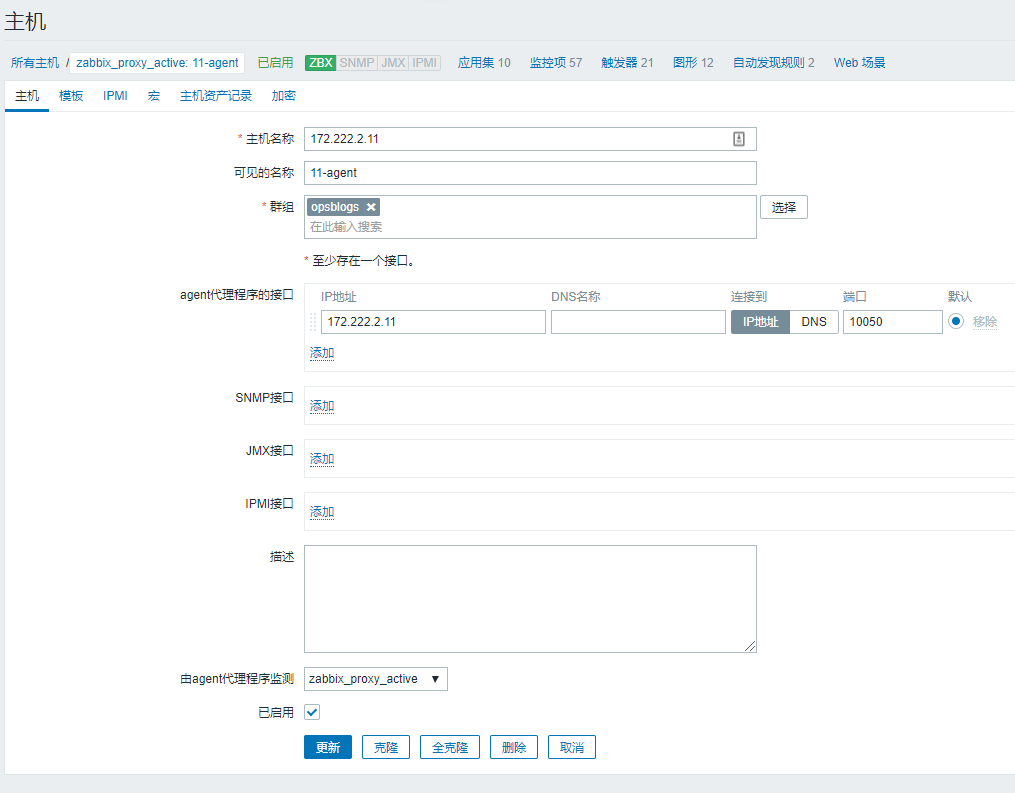 主机
所有主机 / zabbix_proxy_active: 11-agent 已启用 ZBX SNMP JMX IPMI 应用集 10 监控项 57 触发器 21 图形 12 自动发现规则 2 Web 场景
主机 模板 IPMI 宏 主机资产记录 加密
* 主机名称 172.222.2.11
可见的名称 11-agent
* 群组 opsblogs 选择
在此输入搜索
* 至少存在一个接口。
agent代理程序的接口 IP地址 DNS名称 连接到 端口 默认
172.222.2.11 IP地址 DNS 10050 移除
添加
SNMP接口 添加
JMX接口 添加
IPMI接口 添加
描述
由agent代理程序监测 zabbix_proxy_active
已启用
更新 克隆 全克隆 删除 取消